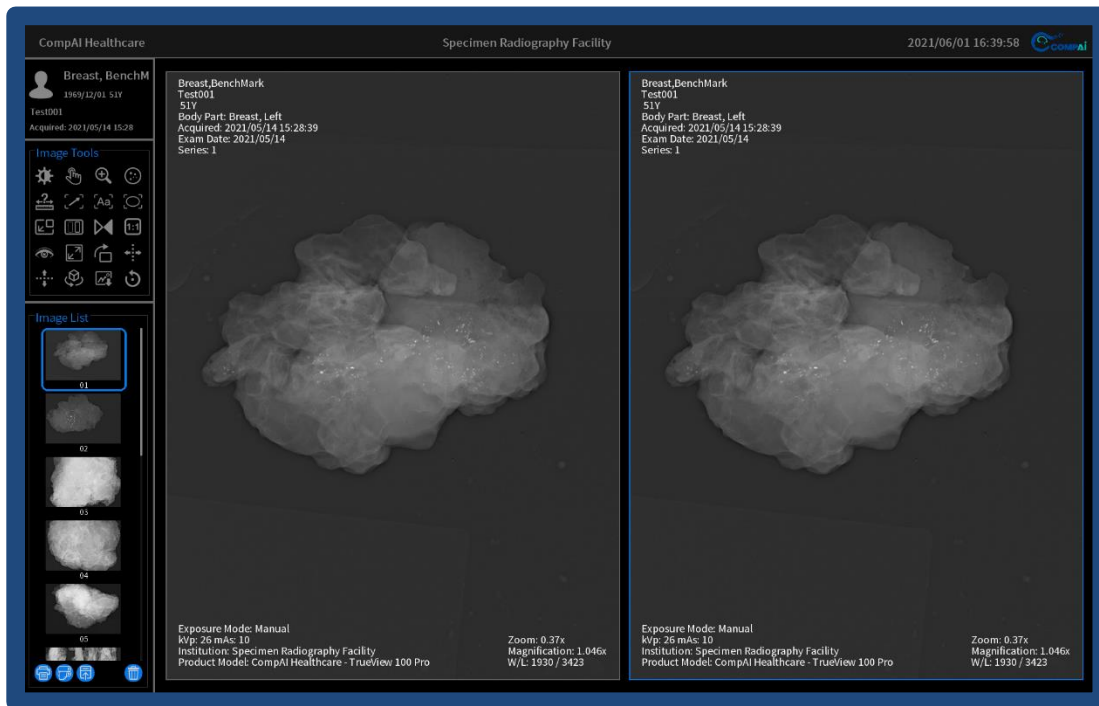 CompAI Healthcare
Specimen Radiography Facility
2021/06/01 16:39:58
COMPAi
Breast, BenchM
1969/12/01 51Y
Test001
Acquired: 2021/05/14 15:28
Image Tools
?
Aa
1:1
Image List
01
02
03
04
05
Breast,BenchMark
Test001
51Y
Body Part: Breast, Left
Acquired: 2021/05/14 15:28:39
Exam Date: 2021/05/14
Series: 1
Exposure Mode: Manual
kVp: 26 mAs: 10
Institution: Specimen Radiography Facility
Product Model: CompAI Healthcare - TrueView 100 Pro
Zoom: 0.37x
Magnification: 1.046x
W/L: 1930 / 3423
Breast,BenchMark
Test001
51Y
Body Part: Breast, Left
Acquired: 2021/05/14 15:28:39
Exam Date: 2021/05/14
Series: 1
Exposure Mode: Manual
kVp: 26 mAs: 10
Institution: Specimen Radiography Facility
Product Model: CompAI Healthcare - TrueView 100 Pro
Zoom: 0.37x
Magnification: 1.046x
W/L: 1930 / 3423